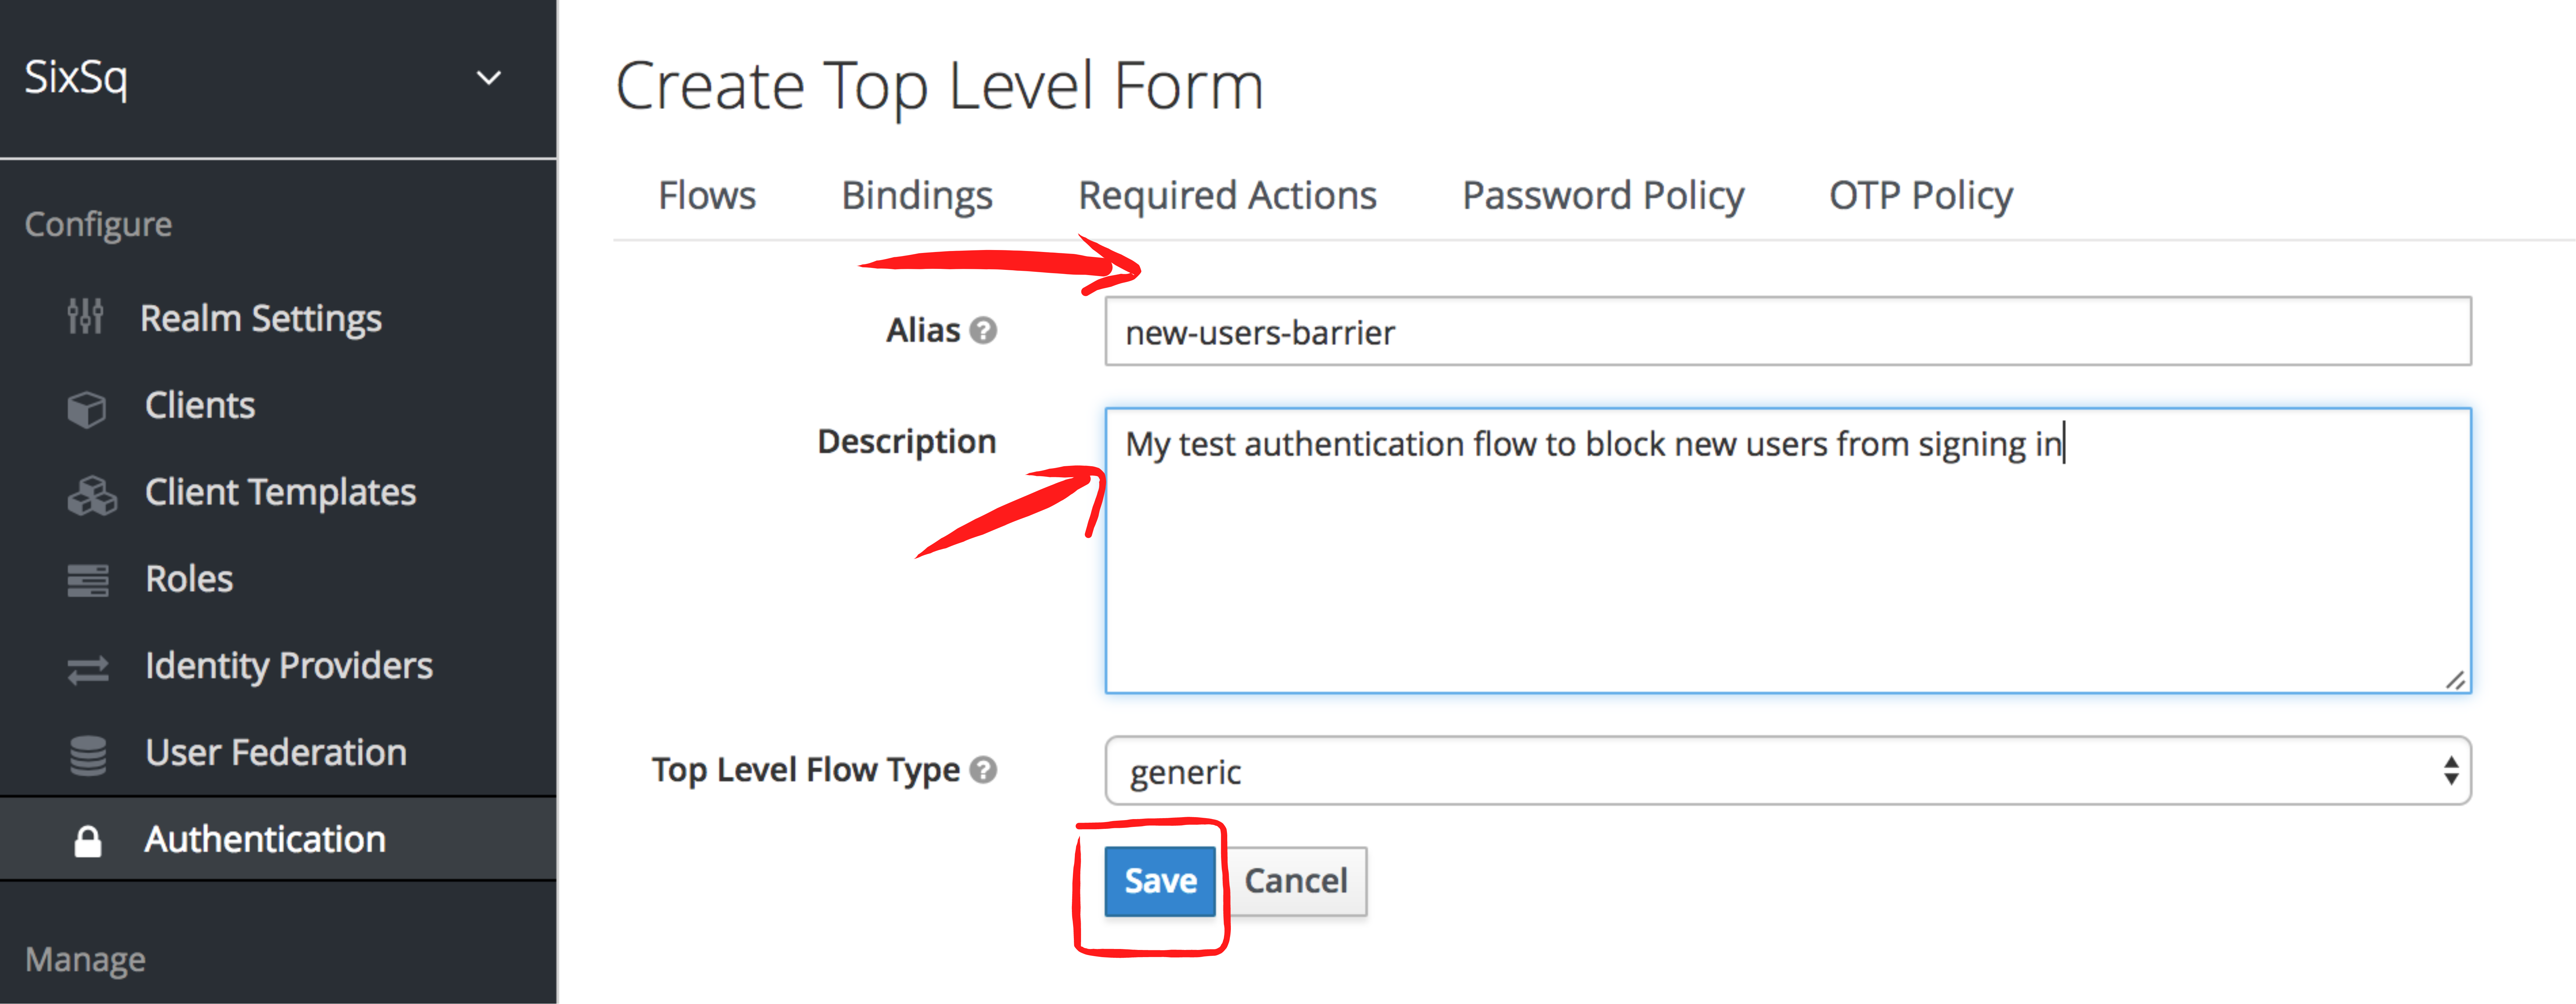 SixSq
Configure
Realm Settings
Clients
Client Templates
Roles
Identity Providers
User Federation
Authentication
Manage
Create Top Level Form
Flows Bindings Required Actions Password Policy OTP Policy
Alias ? new-users-barrier
Description My test authentication flow to block new users from signing in
Top Level Flow Type ? generic
Save Cancel